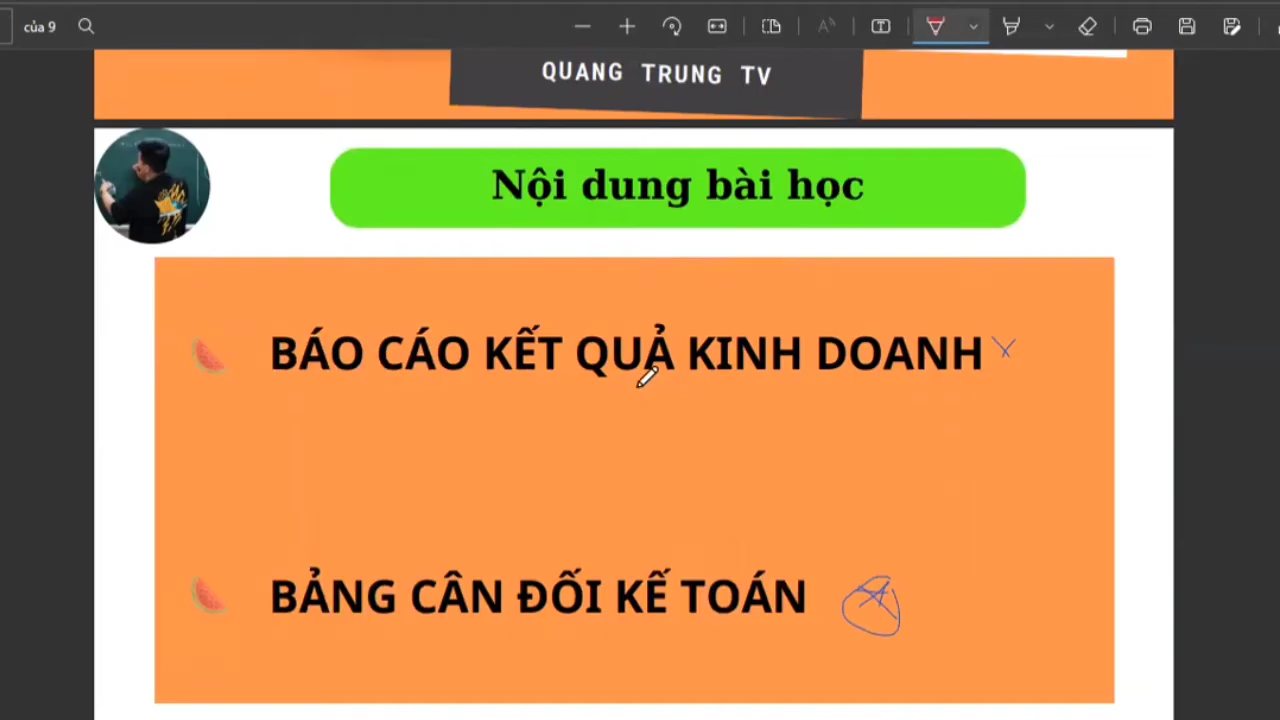 của 9
QUANG TRUNG TV
Nội dung bài học
BÁO CÁO KẾT QUẢ KINH DOANH
BẢNG CÂN ĐỐI KẾ TOÁN